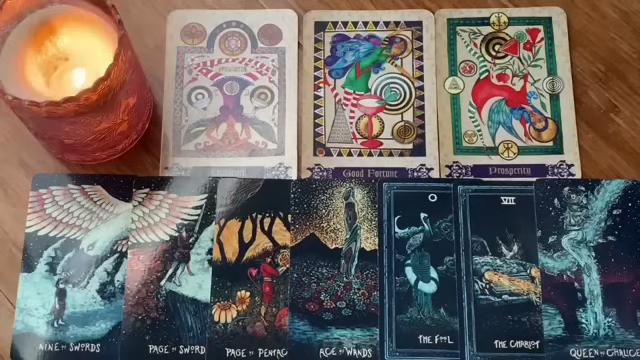 Good Fortune
Prosperity
NINE OF SWORDS
PAGE OF SWORDS
PAGE OF PENTAC
ACE OF WANDS
THE FOOL
VII
THE CHARIOT
QUEEN OF CHALICE